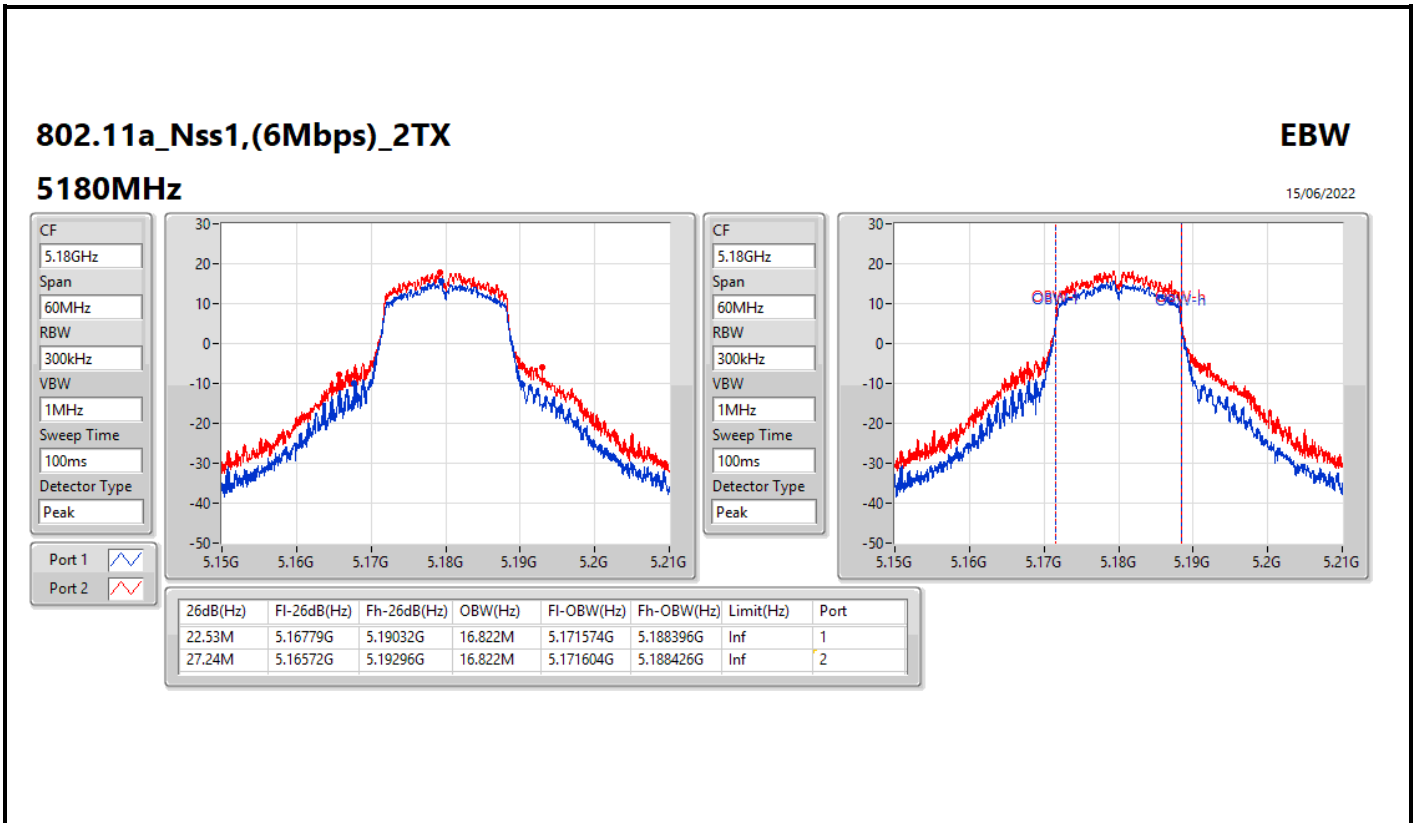 802.11a_Nss1,(6Mbps)_2TX EBW
5180MHz 15/06/2022
CF
5.18GHz
Span
60MHz
RBW
300kHz
VBW
1MHz
Sweep Time
100ms
Detector Type
Peak
Port 1
Port 2
30
20
10
0
-10
-20
-30
-40
-50
5.15G 5.16G 5.17G 5.18G 5.19G 5.2G 5.21G
CF
5.18GHz
Span
60MHz
RBW
300kHz
VBW
1MHz
Sweep Time
100ms
Detector Type
Peak
30
20
10
0
-10
-20
-30
-40
-50
OBW-h
5.15G 5.16G 5.17G 5.18G 5.19G 5.2G 5.21G
26dB(Hz) Fl-26dB(Hz) Fh-26dB(Hz) OBW(Hz) Fl-OBW(Hz) Fh-OBW(Hz) Limit(Hz) Port
22.53M 5.16779G 5.19032G 16.822M 5.171574G 5.188396G Inf 1
27.24M 5.16572G 5.19296G 16.822M 5.171604G 5.188426G Inf 2